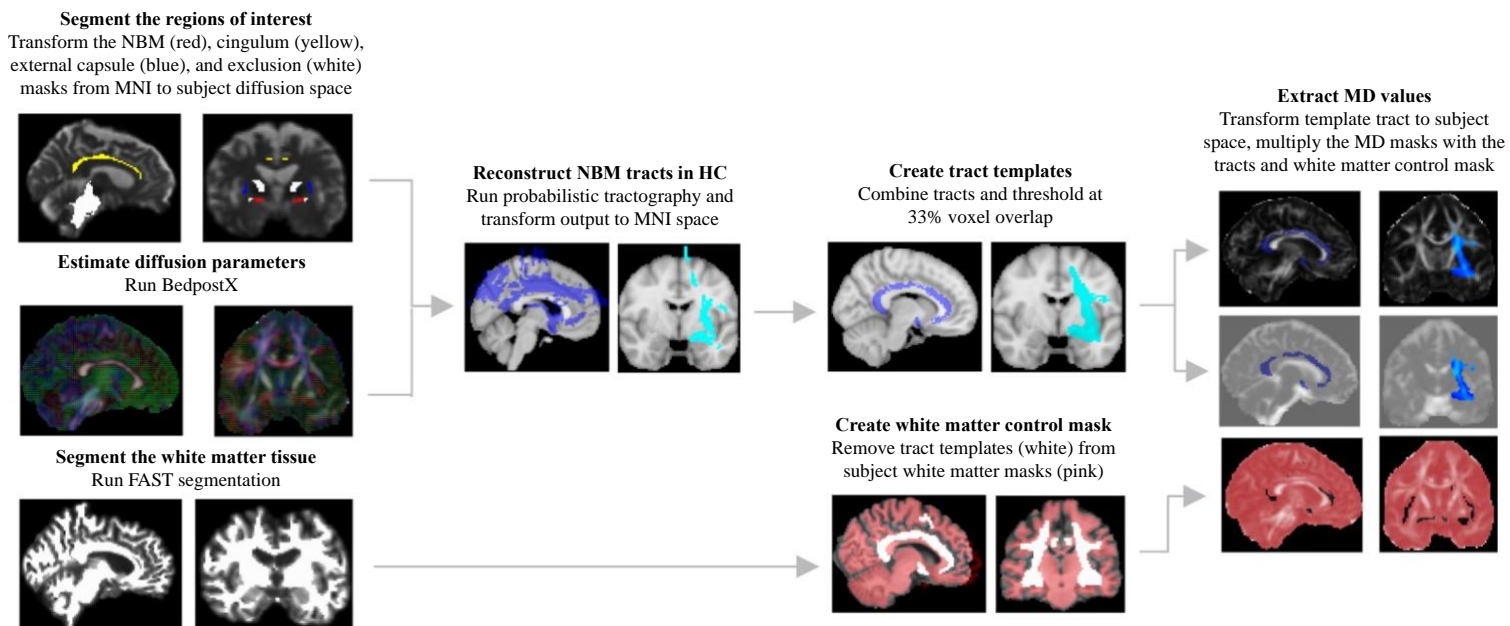 Segment the regions of interest
Transform the NBM (red), cingulum (yellow),
external capsule (blue), and exclusion (white)
masks from MNI to subject diffusion space
Estimate diffusion parameters
Run BedpostX
Segment the white matter tissue
Run FAST segmentation
Reconstruct NBM tracts in HC
Run probabilistic tractography and
transform output to MNI space
Create tract templates
Combine tracts and threshold at
33% voxel overlap
Create white matter control mask
Remove tract templates (white) from
subject white matter masks (pink)
Extract MD values
Transform template tract to subject
space, multiply the MD masks with the
tracts and white matter control mask